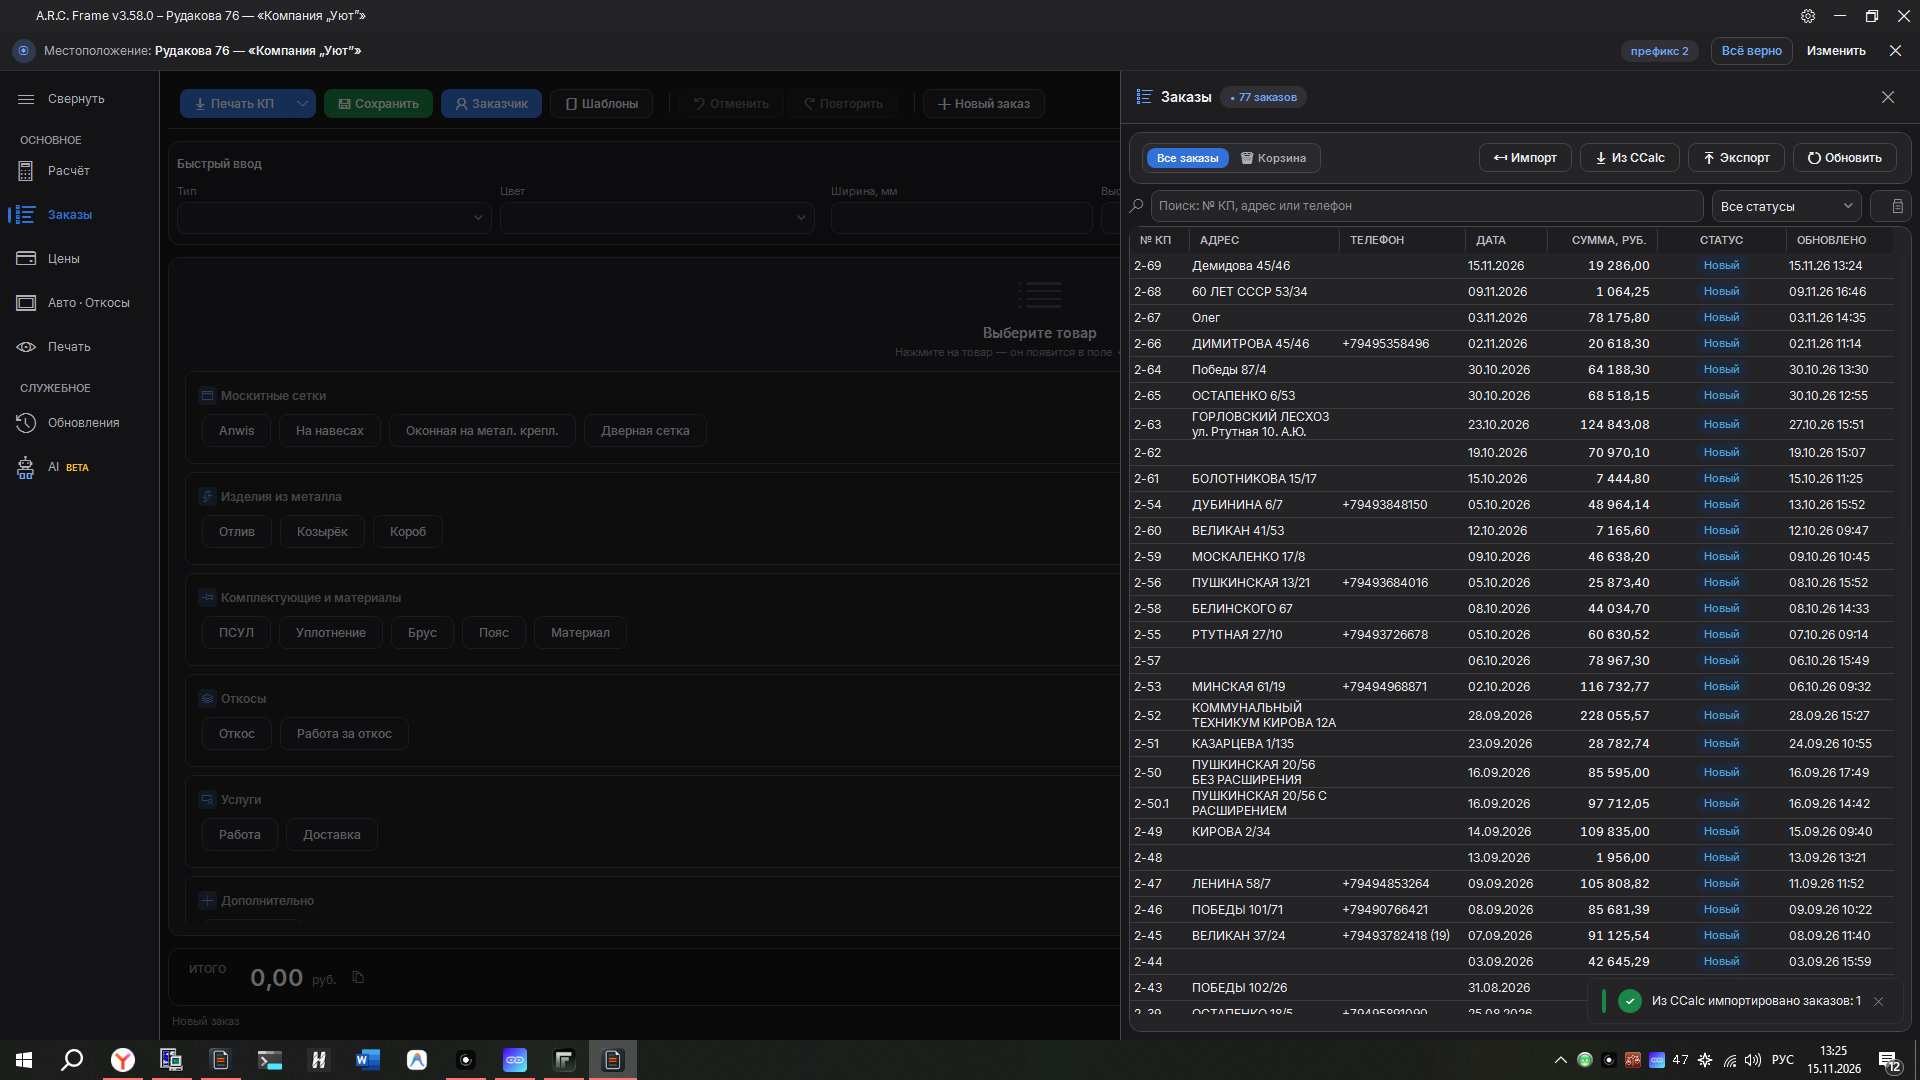 A.R.C. Frame v3.58.0 – Рудакова 76 — «Компания „Уют“»
Местоположение: Рудакова 76 — «Компания „Уют“»
префикс 2
Всё верно
Изменить
Свернуть
ОСНОВНОЕ
Расчёт
Заказы
Цены
Авто · Откосы
Печать
СЛУЖЕБНОЕ
Обновления
AI BETA
Печать КП
Сохранить
Заказчик
Шаблоны
Отменить
Повторить
Новый заказ
Быстрый ввод
Тип
Цвет
Ширина, мм
Выс
Выберите товар
Нажмите на товар — он появится в поле
Москитные сетки
Anwis
На навесах
Оконная на метал. крепл.
Дверная сетка
Изделия из металла
Отлив
Козырёк
Короб
Комплектующие и материалы
ПСУЛ
Уплотнение
Брус
Пояс
Материал
Откосы
Откос
Работа за откос
Услуги
Работа
Доставка
Дополнительно
ИТОГО
0,00 руб.
Новый заказ
Заказы
• 77 заказов
Все заказы
Корзина
Импорт
Из CCalc
Экспорт
Обновить
Поиск: № КП, адрес или телефон
Все статусы
№ КП АДРЕС ТЕЛЕФОН ДАТА СУММА, РУБ. СТАТУС ОБНОВЛЕНО
2-69 Демидова 45/46 15.11.2026 19 286,00 Новый 15.11.26 13:24
2-68 60 ЛЕТ СССР 53/34 09.11.2026 1 064,25 Новый 09.11.26 16:46
2-67 Олег 03.11.2026 78 175,80 Новый 03.11.26 14:35
2-66 ДИМИТРОВА 45/46 +79495358496 02.11.2026 20 618,30 Новый 02.11.26 11:14
2-64 Победы 87/4 30.10.2026 64 188,30 Новый 30.10.26 13:30
2-65 ОСТАПЕНКО 6/53 30.10.2026 68 518,15 Новый 30.10.26 12:55
2-63 ГОРЛОВСКИЙ ЛЕСХОЗ
ул. Ртутная 10. А.Ю. 23.10.2026 124 843,08 Новый 27.10.26 15:51
2-62 19.10.2026 70 970,10 Новый 19.10.26 15:07
2-61 БОЛОТНИКОВА 15/17 15.10.2026 7 444,80 Новый 15.10.26 11:25
2-54 ДУБИНИНА 6/7 +79493848150 05.10.2026 48 964,14 Новый 13.10.26 15:52
2-60 ВЕЛИКАН 41/53 12.10.2026 7 165,60 Новый 12.10.26 09:47
2-59 МОСКАЛЕНКО 17/8 09.10.2026 46 638,20 Новый 09.10.26 10:45
2-56 ПУШКИНСКАЯ 13/21 +79493684016 05.10.2026 25 873,40 Новый 08.10.26 15:52
2-58 БЕЛИНСКОГО 67 08.10.2026 44 034,70 Новый 08.10.26 14:33
2-55 РТУТНАЯ 27/10 +79493726678 05.10.2026 60 630,52 Новый 07.10.26 09:14
2-57 06.10.2026 78 967,30 Новый 06.10.26 15:49
2-53 МИНСКАЯ 61/19 +79494968871 02.10.2026 116 732,77 Новый 06.10.26 09:32
2-52 КОММУНАЛЬНЫЙ
ТЕХНИКУМ КИРОВА 12А 28.09.2026 228 055,57 Новый 28.09.26 15:27
2-51 КАЗАРЦЕВА 1/135 23.09.2026 28 782,74 Новый 24.09.26 10:55
2-50 ПУШКИНСКАЯ 20/56
БЕЗ РАСШИРЕНИЯ 16.09.2026 85 595,00 Новый 16.09.26 17:49
2-50.1 ПУШКИНСКАЯ 20/56 С
РАСШИРЕНИЕМ 16.09.2026 97 712,05 Новый 16.09.26 14:42
2-49 КИРОВА 2/34 14.09.2026 109 835,00 Новый 15.09.26 09:40
2-48 13.09.2026 1 956,00 Новый 13.09.26 13:21
2-47 ЛЕНИНА 58/7 +79494853264 09.09.2026 105 808,82 Новый 11.09.26 11:52
2-46 ПОБЕДЫ 101/71 +79490766421 08.09.2026 85 681,39 Новый 09.09.26 10:22
2-45 ВЕЛИКАН 37/24 +79493782418 (19) 07.09.2026 91 125,54 Новый 08.09.26 11:40
2-44 03.09.2026 42 645,29 Новый 03.09.26 15:59
2-43 ПОБЕДЫ 102/26 31.08.2026
2-39 ОСТАПЕНКО 18/5 +79495891090 25.08.2026
Из CCalc импортировано заказов: 1
47
РУС
13:25
15.11.2026
12